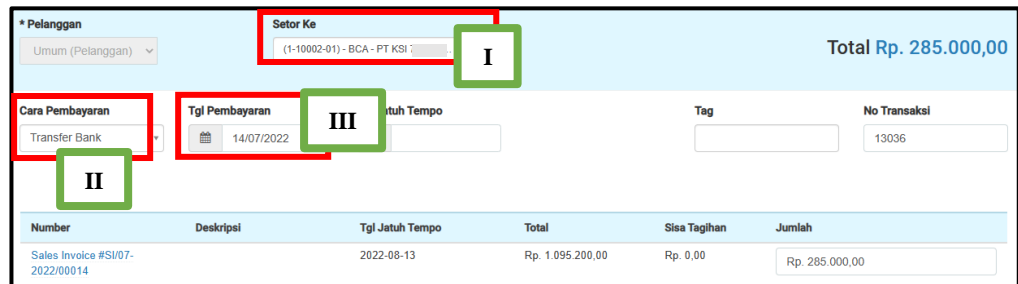 * Pelanggan
Setor Ke
Umum (Pelanggan)
(1-10002-01) - BCA - PT KSI
I
Total Rp. 285.000,00
Cara Pembayaran
Tgl Pembayaran
III
Tempo
Tag
No Transaksi
Transfer Bank
14/07/2022
13036
II
Number Deskripsi Tgl Jatuh Tempo Total Sisa Tagihan Jumlah
Sales Invoice #SI/07-
2022/00014
2022-08-13
Rp. 1.095.200,00
Rp. 0,00
Rp. 285.000,00